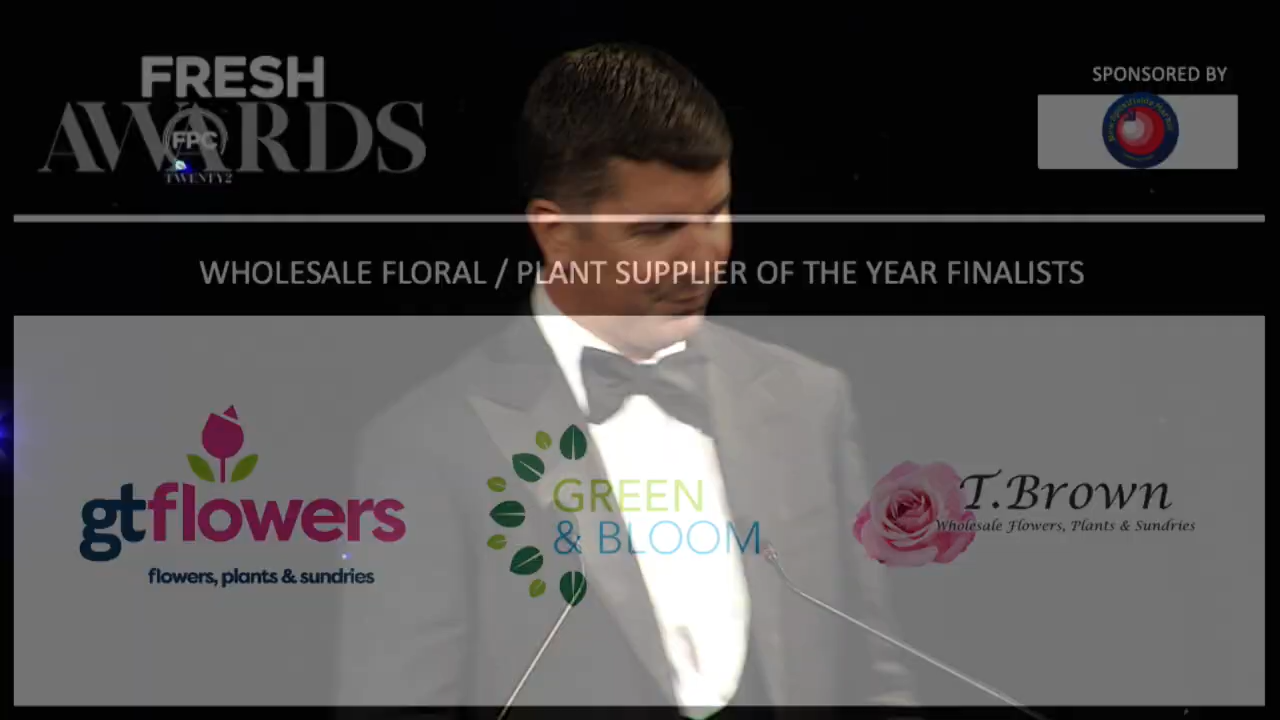 FRESH
AWARDS
FPC
TWENTY2
SPONSORED BY
WHOLESALE FLORAL / PLANT SUPPLIER OF THE YEAR FINALISTS
gtflowers
flowers, plants & sundries
GREEN
& BLOOM
T.Brown
Wholesale Flowers, Plants & Sundries